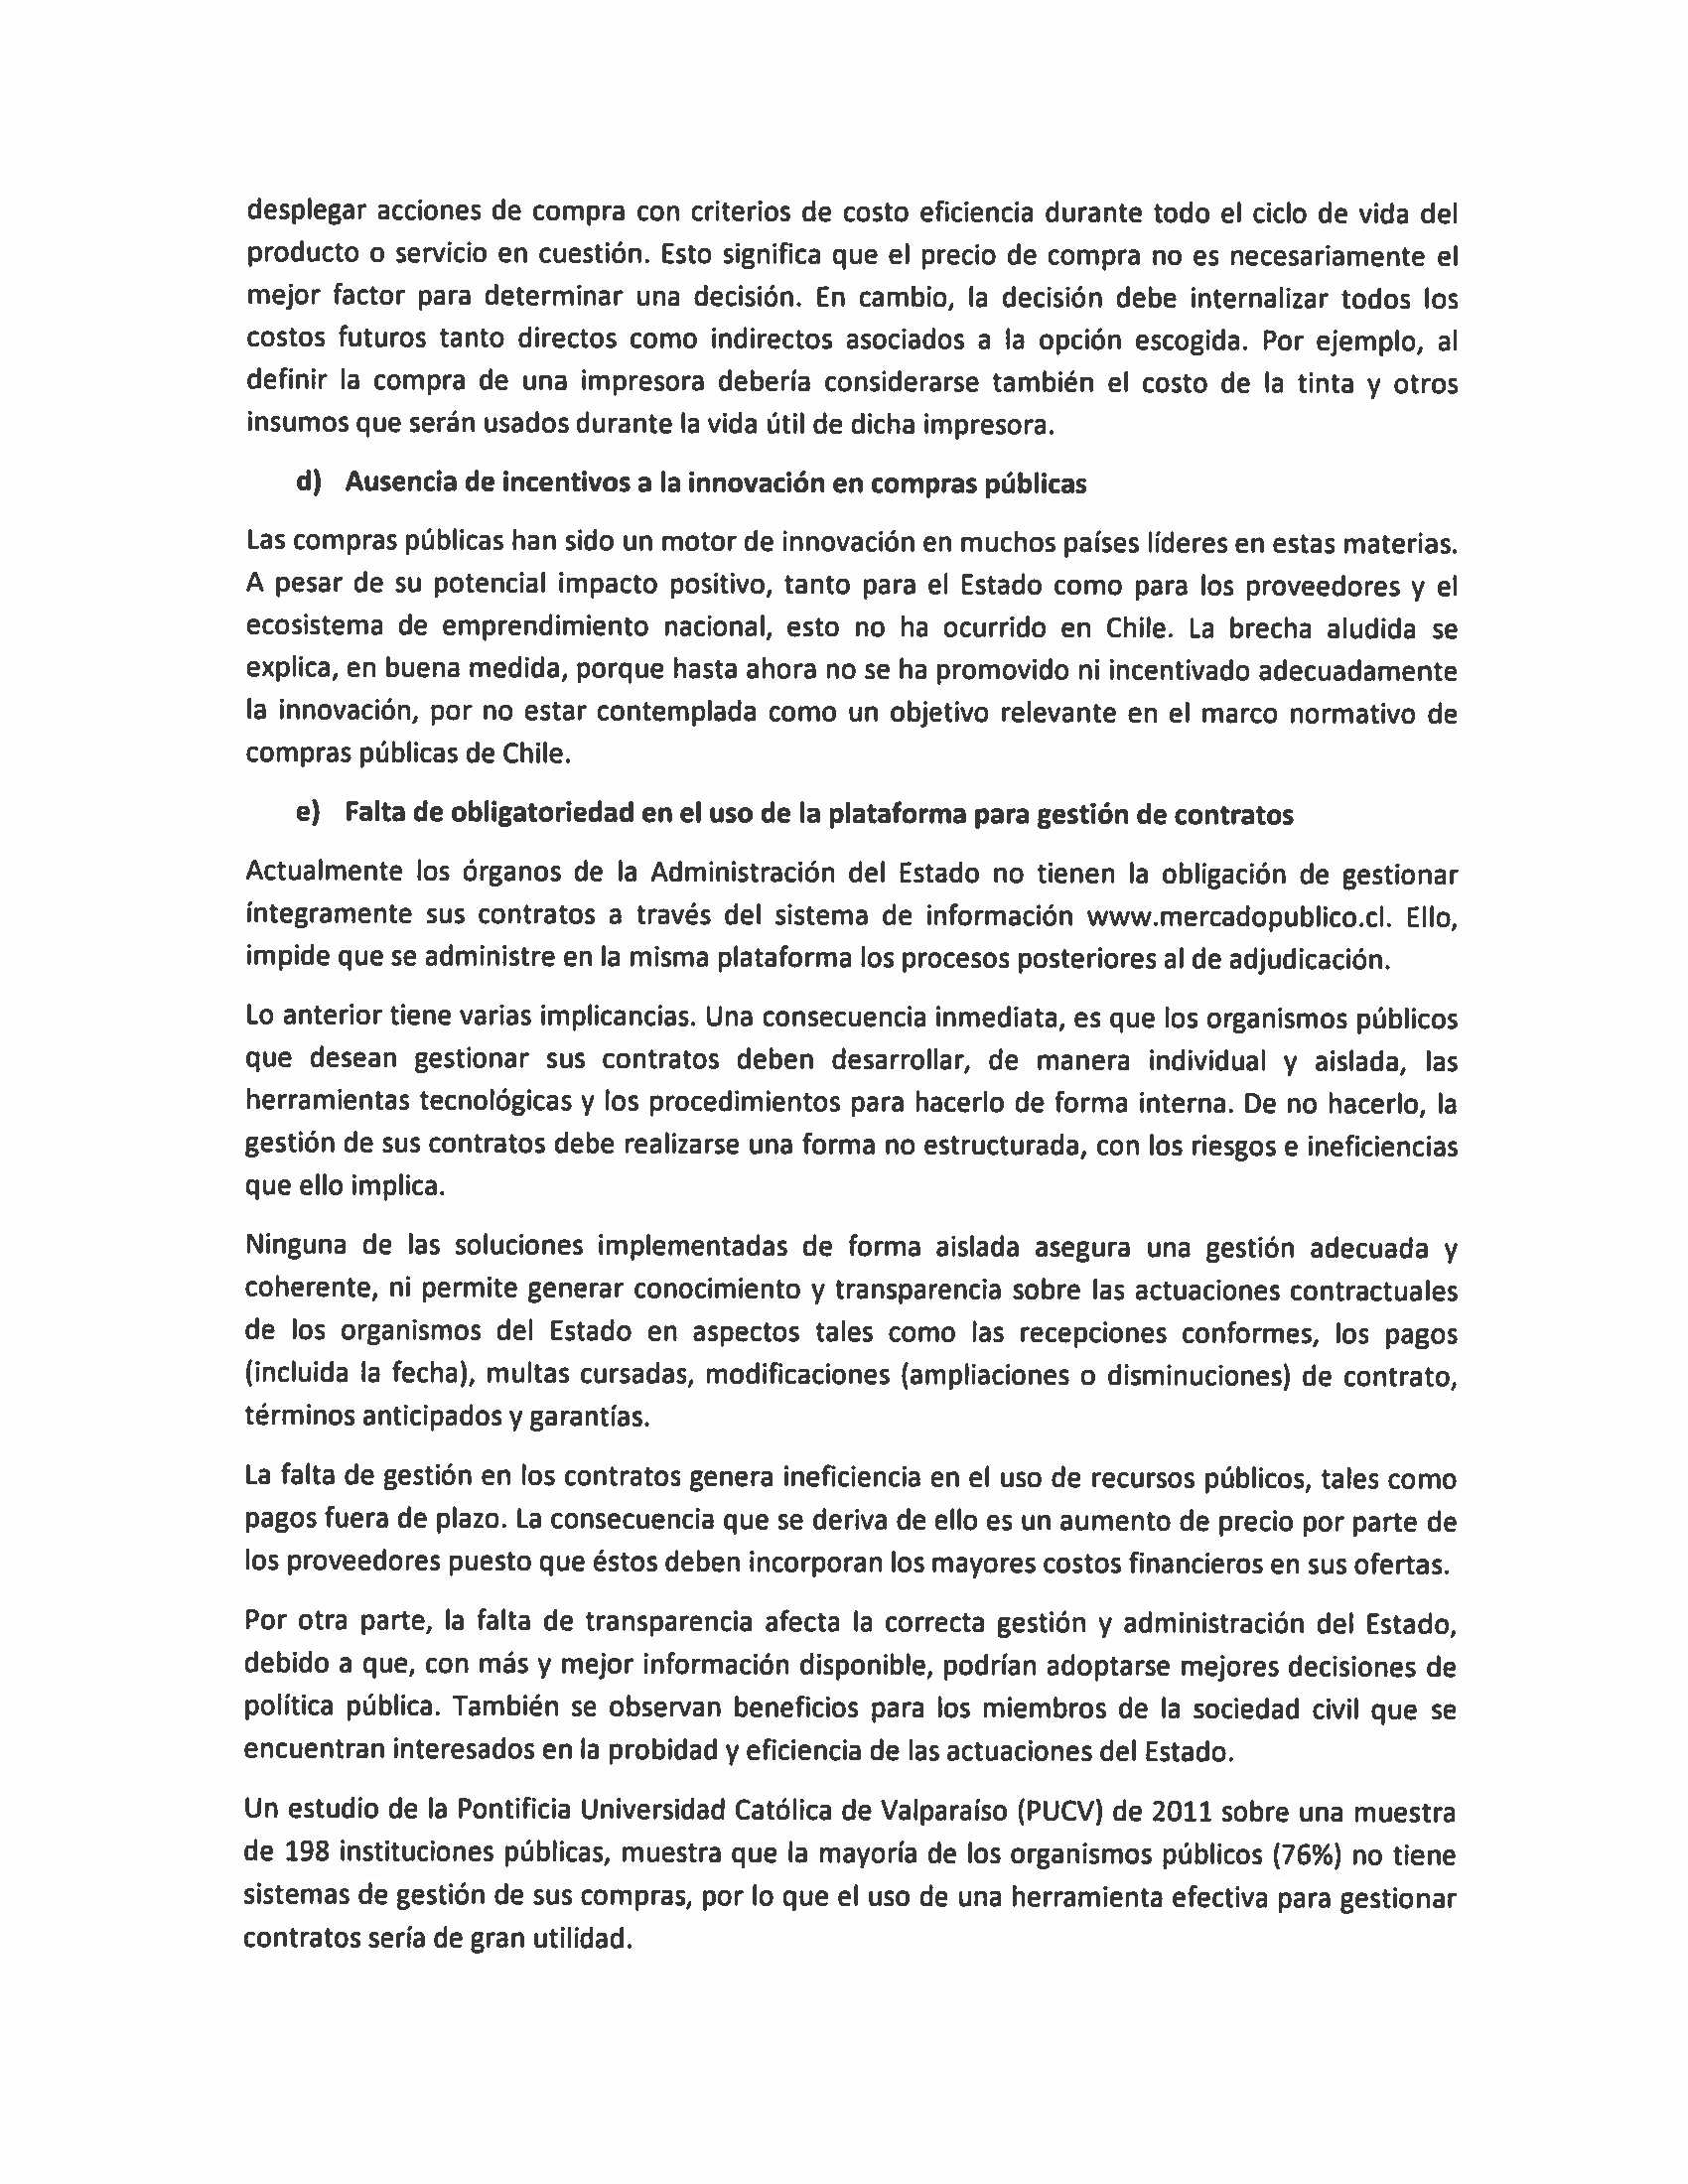 desplegar acciones de compra con criterios de costo eficiencia durante todo el ciclo de vida del
producto o servicio en cuestión. Esto significa que el precio de compra no es necesariamente el
mejor factor para determinar una decisión. En cambio, la decisión debe internalizar todos los
costos futuros tanto directos como indirectos asociados a la opción escogida. Por ejemplo, al
definir la compra de una impresora debería considerarse también el costo de la tinta y otros
insumos que serán usados durante la vida útil de dicha impresora.
d) Ausencia de incentivos a la innovación en compras públicas
Las compras públicas han sido un motor de innovación en muchos países líderes en estas materias.
A pesar de su potencial impacto positivo, tanto para el Estado como para los proveedores y el
ecosistema de emprendimiento nacional, esto no ha ocurrido en Chile. La brecha aludida se
explica, en buena medida, porque hasta ahora no se ha promovido ni incentivado adecuadamente
la innovación, por no estar contemplada como un objetivo relevante en el marco normativo de
compras públicas de Chile.
e) Falta de obligatoriedad en el uso de la plataforma para gestión de contratos
Actualmente los órganos de la Administración del Estado no tienen la obligación de gestionar
íntegramente sus contratos a través del sistema de información www.mercadopublico.cl. Ello,
impide que se administre en la misma plataforma los procesos posteriores al de adjudicación.
Lo anterior tiene varias implicancias. Una consecuencia inmediata, es que los organismos públicos
que desean gestionar sus contratos deben desarrollar, de manera individual y aislada, las
herramientas tecnológicas y los procedimientos para hacerlo de forma interna. De no hacerlo, la
gestión de sus contratos debe realizarse una forma no estructurada, con los riesgos e ineficiencias
que ello implica.
Ninguna de las soluciones implementadas de forma aislada asegura una gestión adecuada y
coherente, ni permite generar conocimiento y transparencia sobre las actuaciones contractuales
de los organismos del Estado en aspectos tales como las recepciones conformes, los pagos
(incluida la fecha), multas cursadas, modificaciones (ampliaciones o disminuciones) de contrato,
términos anticipados y garantías.
La falta de gestión en los contratos genera ineficiencia en el uso de recursos públicos, tales como
pagos fuera de plazo. La consecuencia que se deriva de ello es un aumento de precio por parte de
los proveedores puesto que éstos deben incorporan los mayores costos financieros en sus ofertas.
Por otra parte, la falta de transparencia afecta la correcta gestión y administración del Estado,
debido a que, con más y mejor información disponible, podrían adoptarse mejores decisiones de
política pública. También se observan beneficios para los miembros de la sociedad civil que se
encuentran interesados en la probidad y eficiencia de las actuaciones del Estado.
Un estudio de la Pontificia Universidad Católica de Valparaíso (PUCV) de 2011 sobre una muestra
de 198 instituciones públicas, muestra que la mayoría de los organismos públicos (76%) no tiene
sistemas de gestión de sus compras, por lo que el uso de una herramienta efectiva para gestionar
contratos sería de gran utilidad.